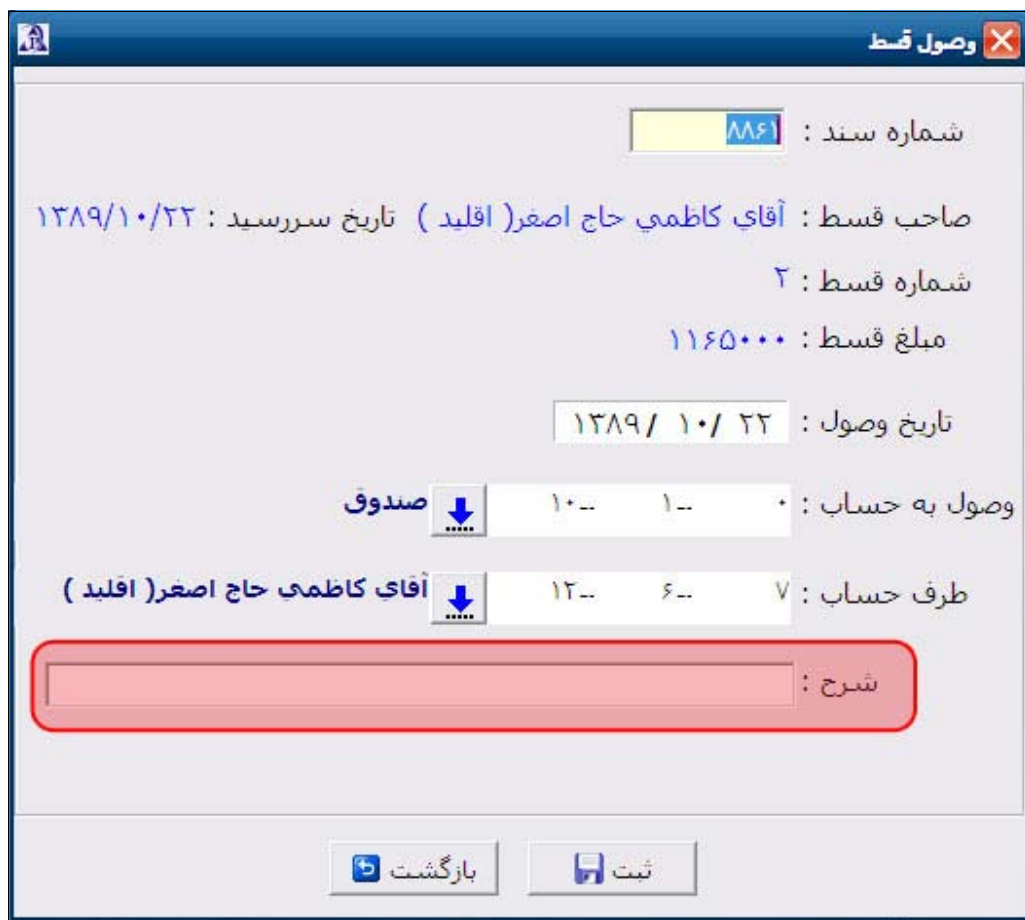 وصول قسط
شماره سند : ۸۸۶۱
صاحب قسط : آقاي کاظمي حاج اصغر( اقليد ) تاريخ سررسيد : ۱۳۸۹/۱۰/۲۲
شماره قسط : ۲
مبلغ قسط : ۱۱۶۵۰۰۰
تاريخ وصول : ۱۳۸۹/ ۱۰/ ۲۲
وصول به حساب : ۰ ۱-- ۱۰-- صندوق
طرف حساب : ۷ ۶-- ۱۲-- آقاي کاظمي حاج اصغر( اقليد )
شرح :
ثبت بازگشت